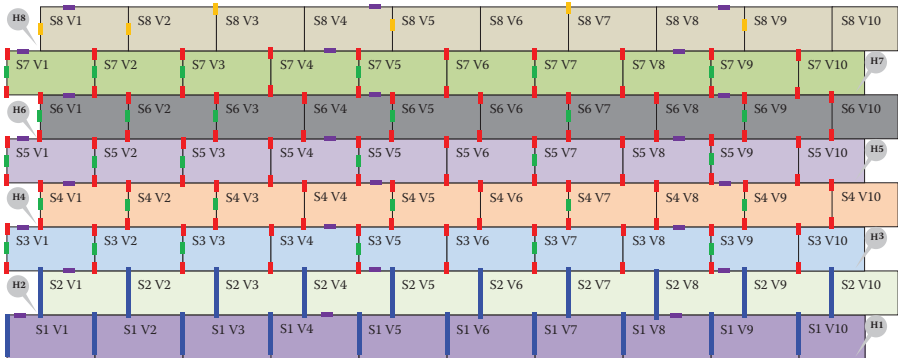 H8 S8 V1 S8 V2 S8 V3 S8 V4 S8 V5 S8 V6 S8 V7 S8 V8 S8 V9 S8 V10
S7 V1 S7 V2 S7 V3 S7 V4 S7 V5 S7 V6 S7 V7 S7 V8 S7 V9 S7 V10 H7
H6 S6 V1 S6 V2 S6 V3 S6 V4 S6 V5 S6 V6 S6 V7 S6 V8 S6 V9 S6 V10
S5 V1 S5 V2 S5 V3 S5 V4 S5 V5 S5 V6 S5 V7 S5 V8 S5 V9 S5 V10 H5
H4 S4 V1 S4 V2 S4 V3 S4 V4 S4 V5 S4 V6 S4 V7 S4 V8 S4 V9 S4 V10
S3 V1 S3 V2 S3 V3 S3 V4 S3 V5 S3 V6 S3 V7 S3 V8 S3 V9 S3 V10 H3
H2 S2 V1 S2 V2 S2 V3 S2 V4 S2 V5 S2 V6 S2 V7 S2 V8 S2 V9 S2 V10
S1 V1 S1 V2 S1 V3 S1 V4 S1 V5 S1 V6 S1 V7 S1 V8 S1 V9 S1 V10 H1